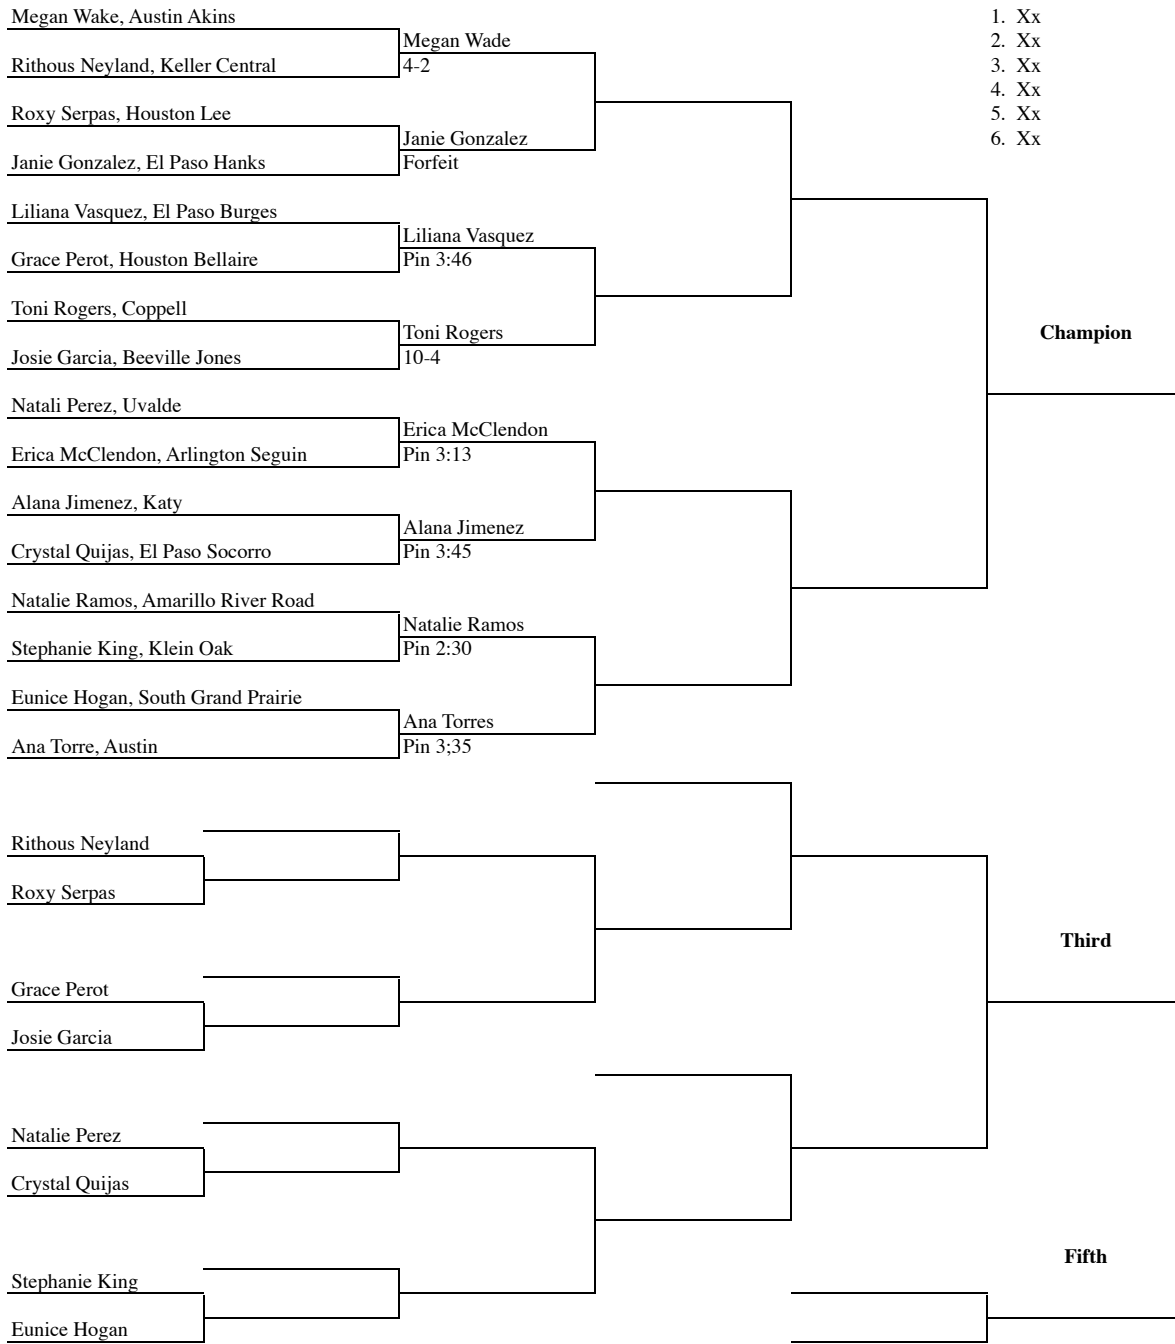 Megan Wake, Austin Akins
Megan Wade
Rithous Neyland, Keller Central
4-2
Roxy Serpas, Houston Lee
Janie Gonzalez
Janie Gonzalez, El Paso Hanks
Forfeit
Liliana Vasquez, El Paso Burges
Liliana Vasquez
Grace Perot, Houston Bellaire
Pin 3:46
Toni Rogers, Coppell
Toni Rogers
Josie Garcia, Beeville Jones
10-4
Natali Perez, Uvalde
Erica McClendon
Erica McClendon, Arlington Seguin
Pin 3:13
Alana Jimenez, Katy
Alana Jimenez
Crystal Quijas, El Paso Socorro
Pin 3:45
Natalie Ramos, Amarillo River Road
Natalie Ramos
Stephanie King, Klein Oak
Pin 2:30
Eunice Hogan, South Grand Prairie
Ana Torres
Ana Torre, Austin
Pin 3;35
1. Xx
2. Xx
3. Xx
4. Xx
5. Xx
6. Xx
Champion
Rithous Neyland
Roxy Serpas
Grace Perot
Josie Garcia
Natalie Perez
Crystal Quijas
Stephanie King
Eunice Hogan
Third
Fifth